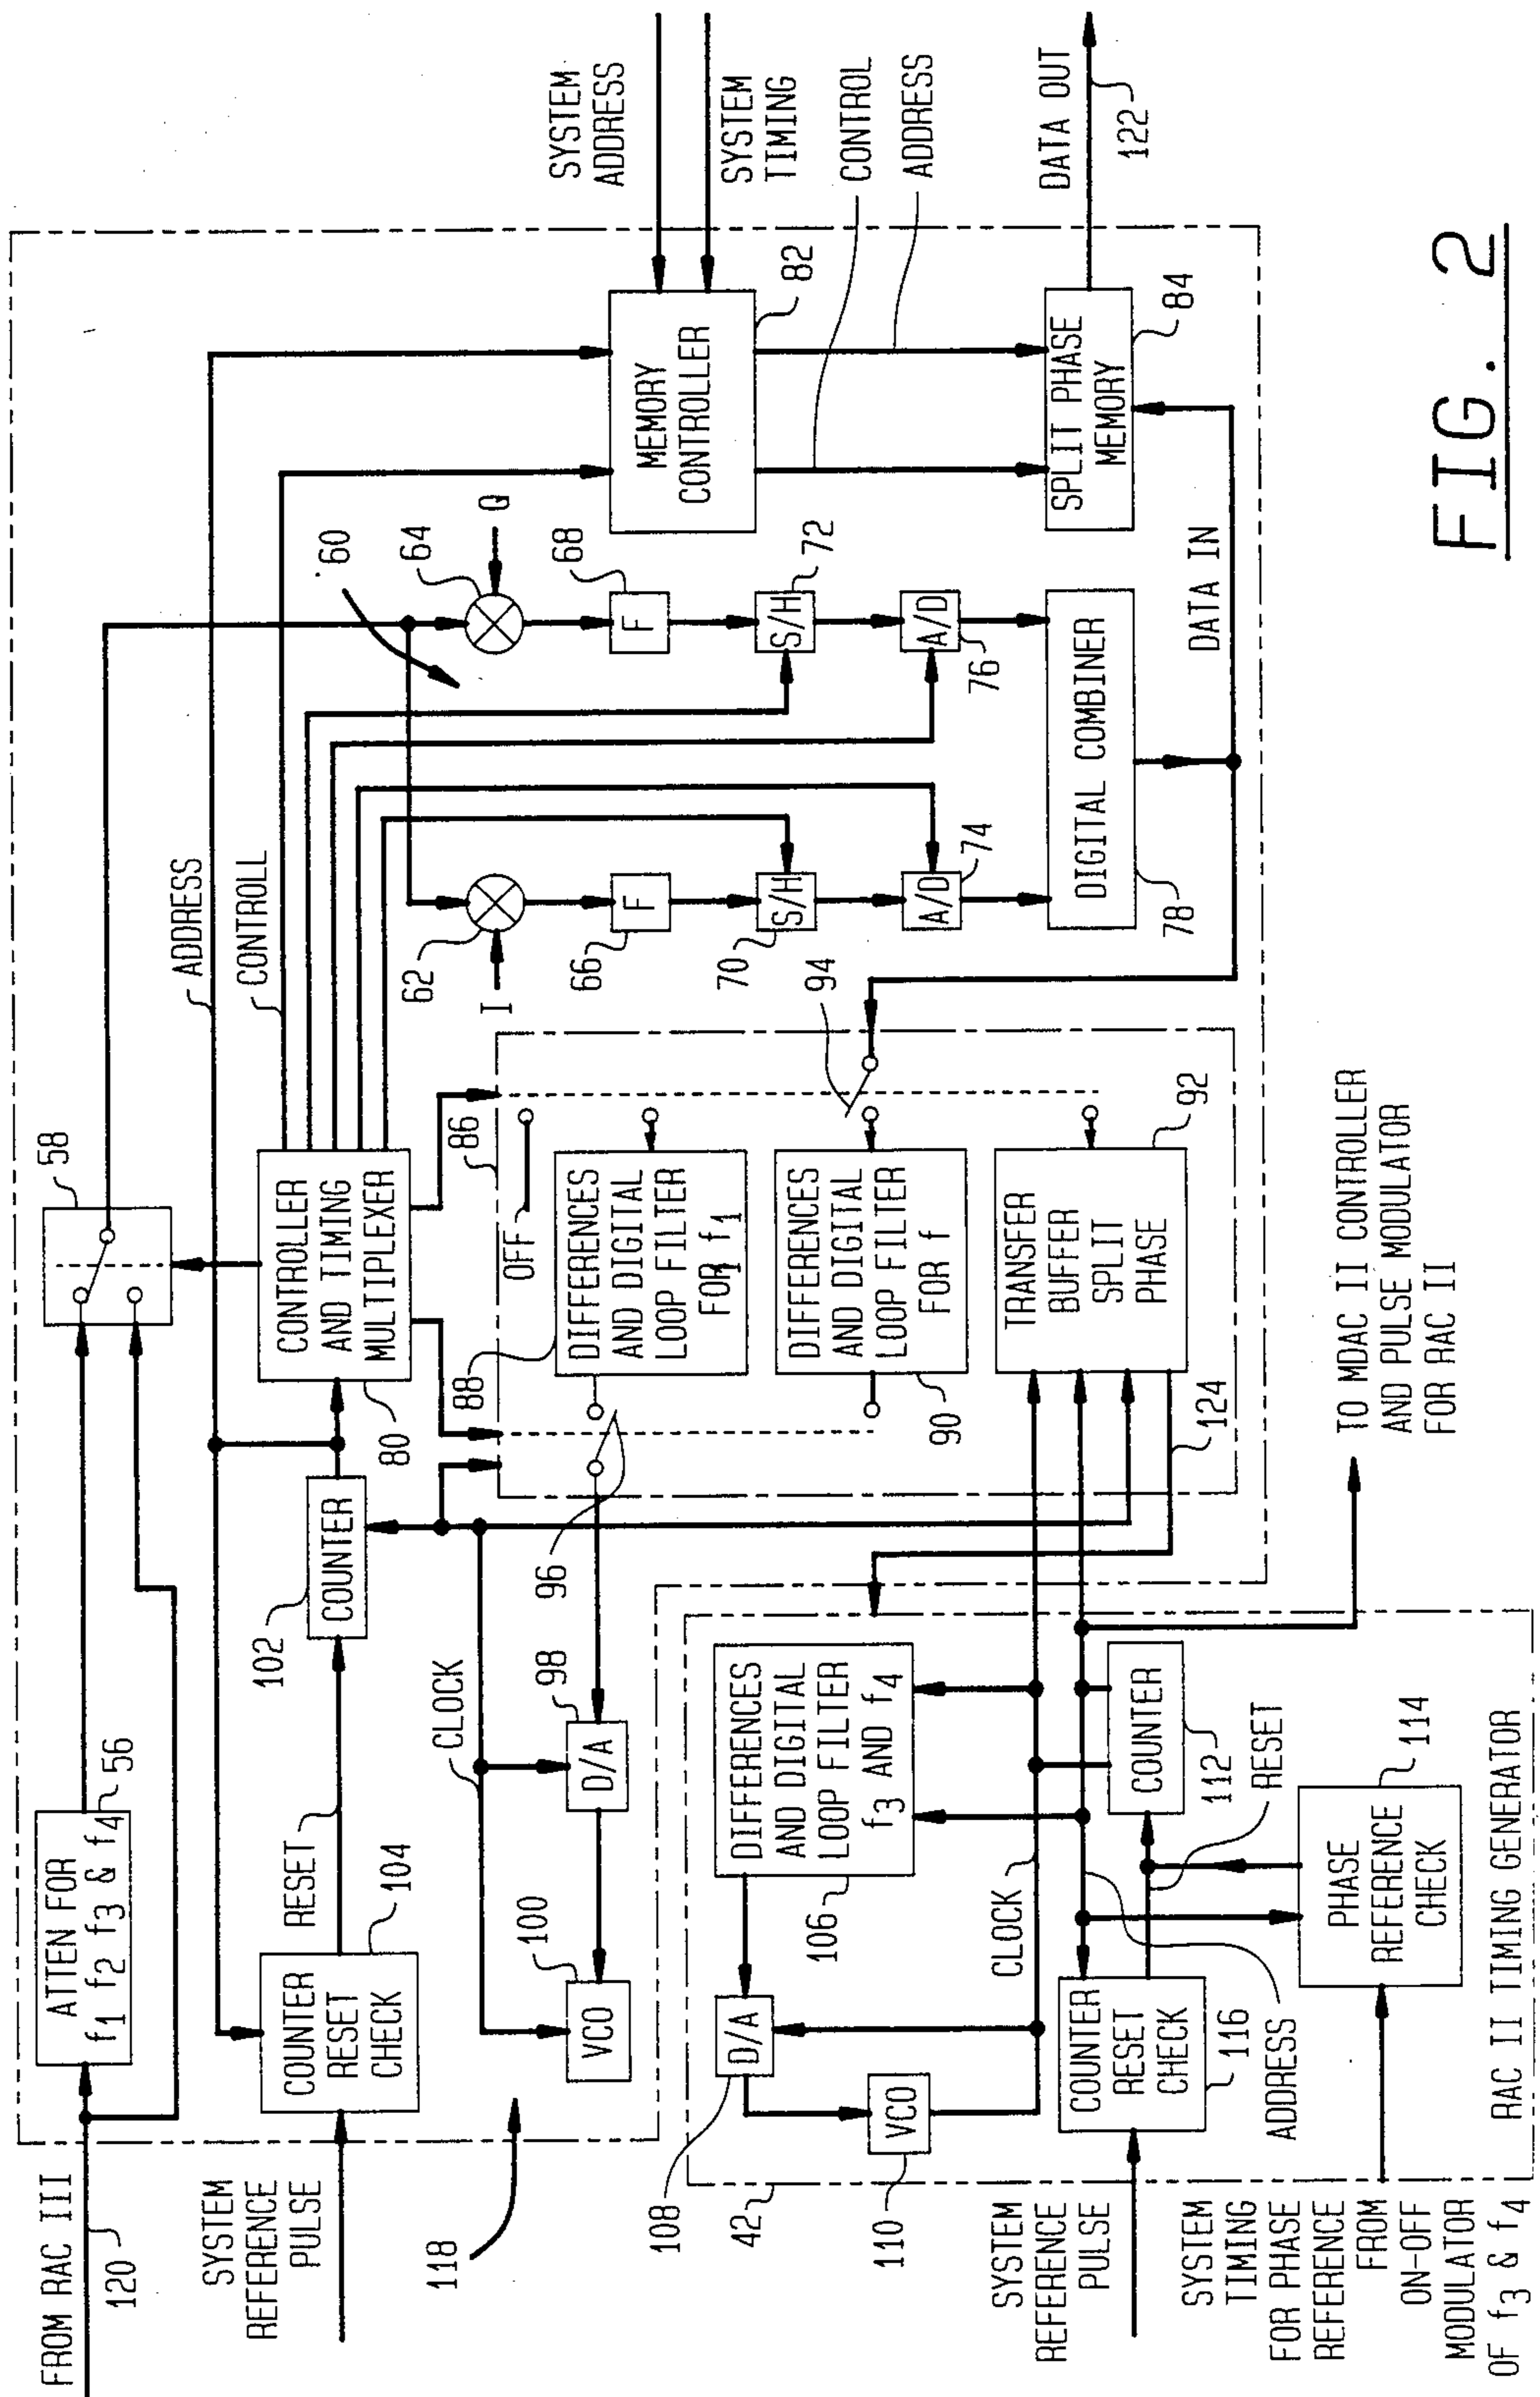 FROM RAC III
120
ATTEN FOR
f1 f2 f3 & f4
56
58
SYSTEM
REFERENCE
PULSE
COUNTER
RESET
CHECK
104
RESET
102
COUNTER
ADDRESS
CONTROLL
CONTROLLER
AND TIMING
MULTIPLEXER
80
60
118
CLOCK
VCO
100
D/A
98
96
86
OFF
88
DIFFERENCES
AND DIGITAL
LOOP FILTER
FOR f1
DIFFERENCES
AND DIGITAL
LOOP FILTER
FOR f
90
94
TRANSFER
BUFFER
SPLIT
PHASE
92
124
I
62
64
Q
F
66
F
68
S/H
70
S/H
72
A/D
74
A/D
76
DIGITAL COMBINER
78
DATA IN
MEMORY
CONTROLLER
82
SYSTEM
ADDRESS
SYSTEM
TIMING
CONTROL
ADDRESS
SPLIT PHASE
MEMORY
84
DATA OUT
122
42
108
D/A
110
VCO
DIFFERENCES
AND DIGITAL
LOOP FILTER
f3 AND f4
106
CLOCK
SYSTEM
REFERENCE
PULSE
COUNTER
RESET
CHECK
116
ADDRESS
COUNTER
112
RESET
PHASE
REFERENCE
CHECK
114
SYSTEM
TIMING
FOR PHASE
REFERENCE
FROM
ON-OFF
MODULATOR
OF f3 & f4
RAC II TIMING GENERATOR
TO MDAC II CONTROLLER
AND PULSE MODULATOR
FOR RAC II
FIG. 2